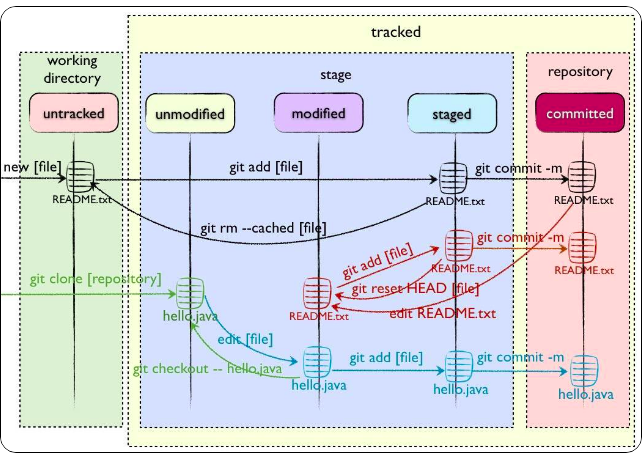 tracked
working
directory
stage
repository
untracked
unmodified
modified
staged
committed
new [file]
git add [file]
git commit -m
README.txt
README.txt
README.txt
git rm --cached [file]
git add [file]
git commit -m
README.txt
README.txt
git clone [repository]
git reset HEAD [file]
hello.java
README.txt
edit README.txt
edit [file]
git add [file]
git commit -m
git checkout -- hello.java
hello.java
hello.java
hello.java